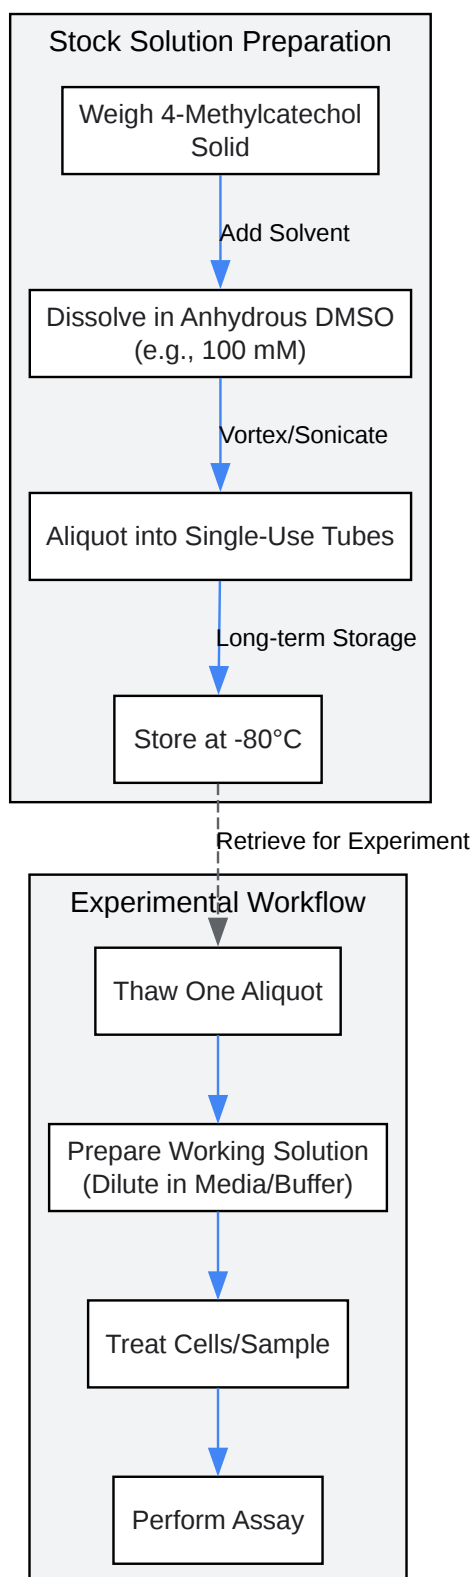 Stock Solution Preparation
Weigh 4-Methylcatechol
Solid
Add Solvent
Dissolve in Anhydrous DMSO
(e.g., 100 mM)
Vortex/Sonicate
Aliquot into Single-Use Tubes
Long-term Storage
Store at -80°C
Retrieve for Experiment
Experimental Workflow
Thaw One Aliquot
Prepare Working Solution
(Dilute in Media/Buffer)
Treat Cells/Sample
Perform Assay